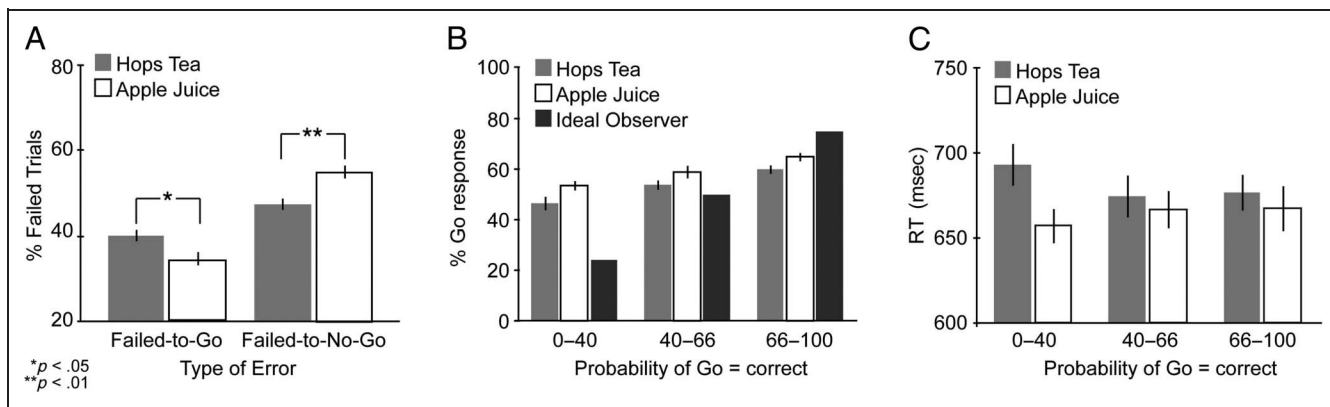 A
Hops Tea
Apple Juice
80
60
40
20
% Failed Trials
*
**
Failed-to-Go Failed-to-No-Go
Type of Error
*p < .05
**p < .01
B
Hops Tea
Apple Juice
Ideal Observer
100
80
60
40
20
0
% Go response
0–40 40–66 66–100
Probability of Go = correct
C
Hops Tea
Apple Juice
750
700
650
600
RT (msec)
0–40 40–66 66–100
Probability of Go = correct